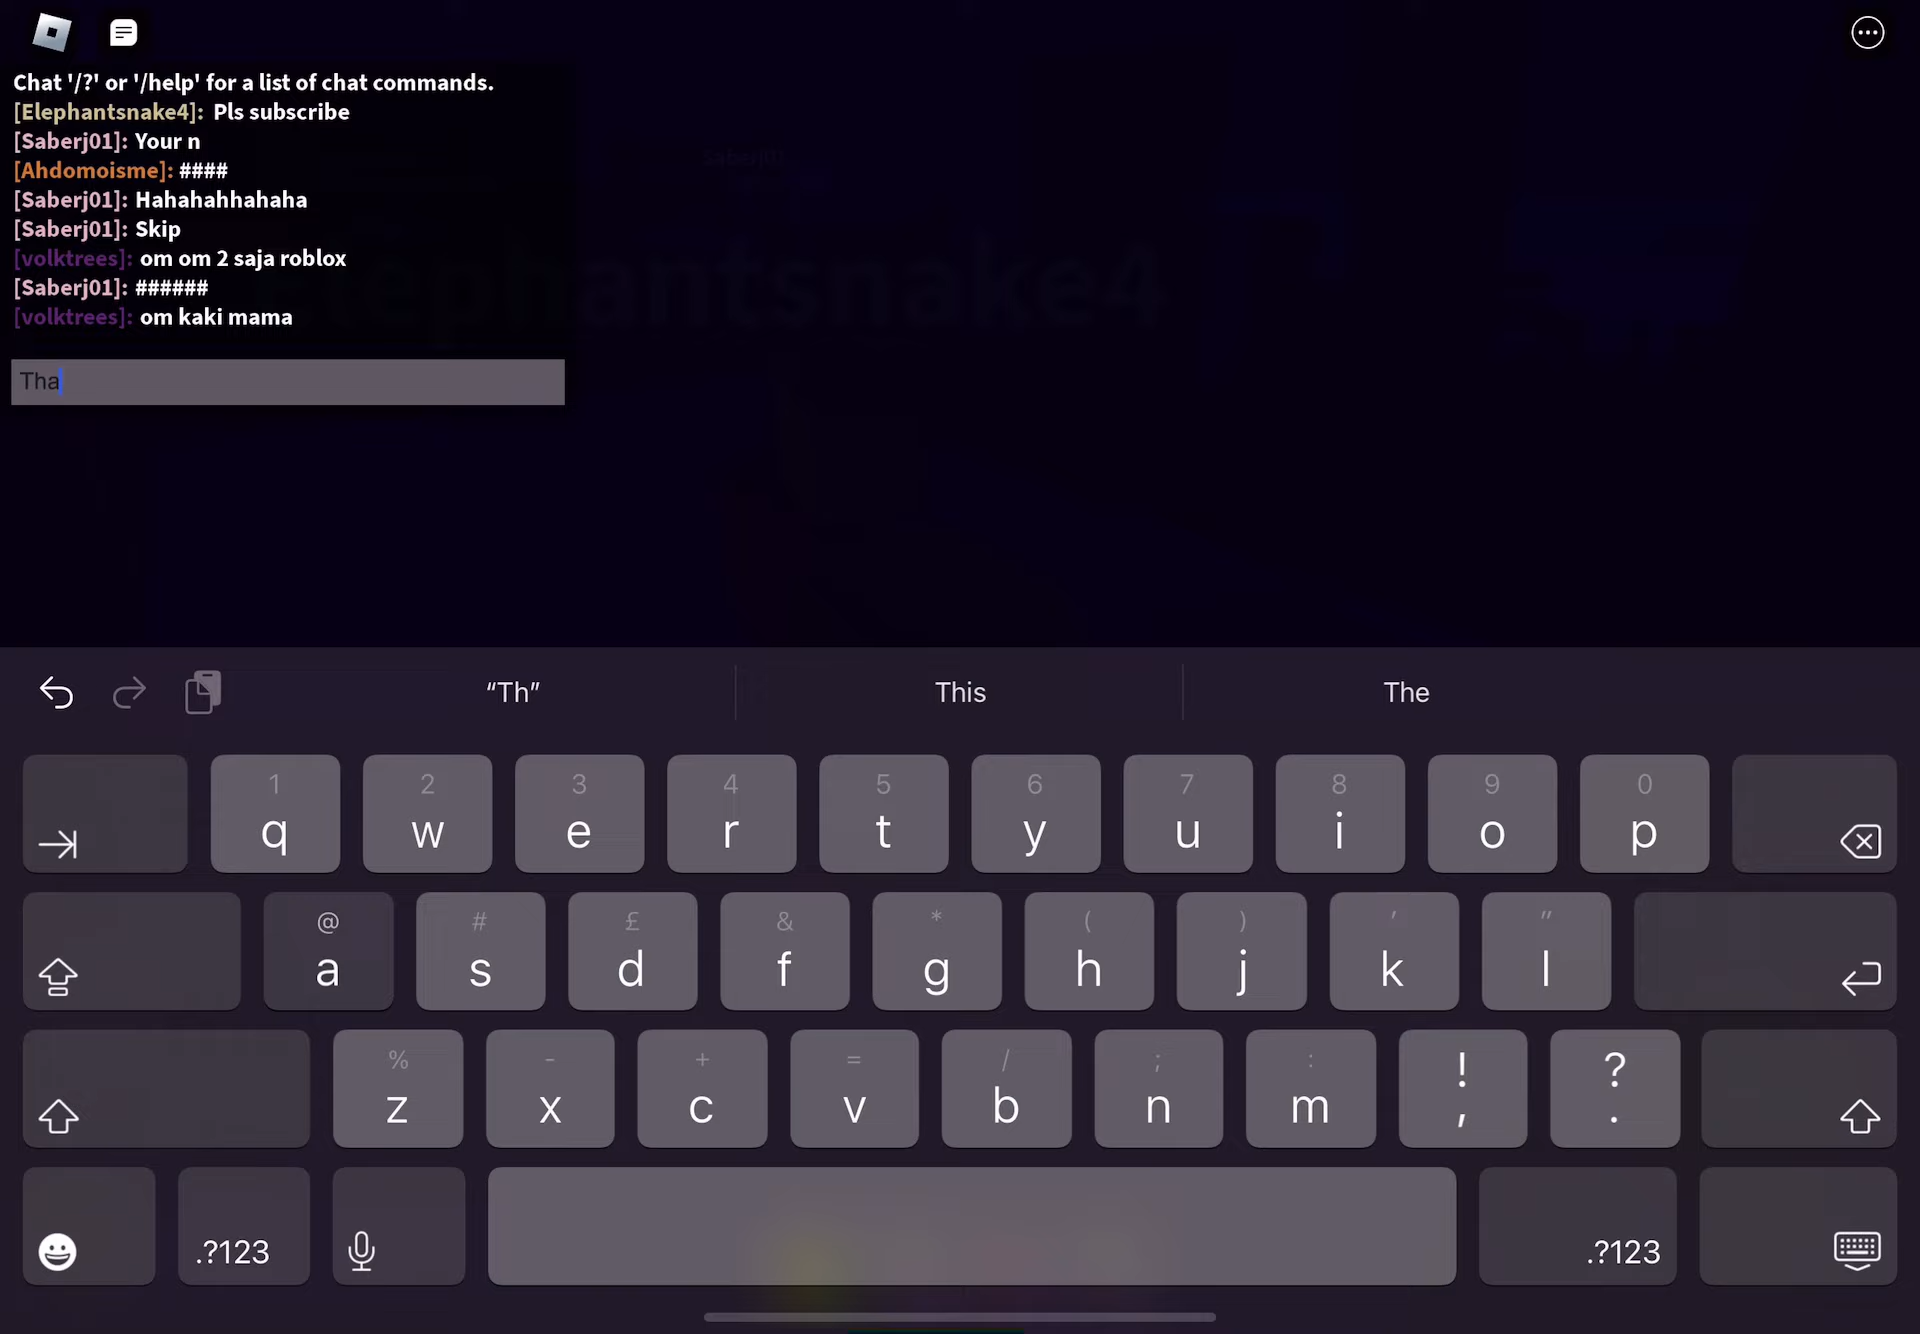 Chat '/?' or '/help' for a list of chat commands.
[Elephantsnake4]: Pls subscribe
[Saberj01]: Your n
[Ahdomoisme]: ####
[Saberj01]: Hahahahhahaha
[Saberj01]: Skip
[volktrees]: om om 2 saja roblox
[Saberj01]: ######
[volktrees]: om kaki mama
Saberj01
Elephantsnake4
Tha
“Th” This The
1 2 3 4 5 6 7 8 9 0
q w e r t y u i o p
@ # £ & * ( ) ' "
a s d f g h j k l
% - + = / ; : ! ?
z x c v b n m , .
.?123 .?123